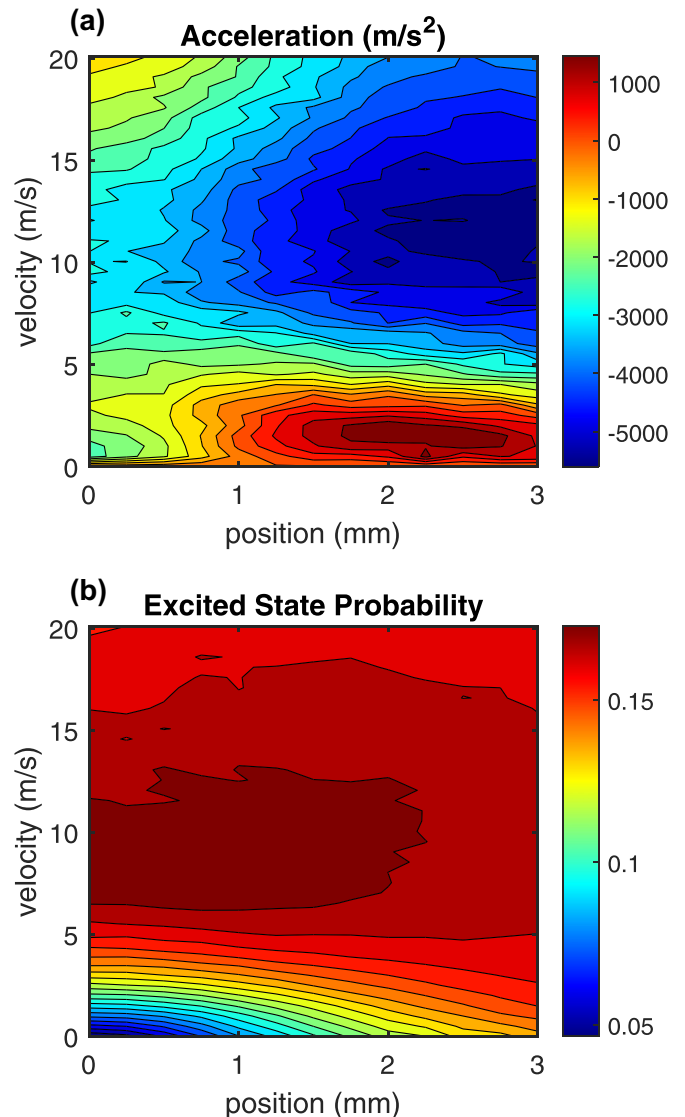 (a)
Acceleration (m/s²)
20
15
10
5
0
velocity (m/s)
0 1 2 3
position (mm)
1000
0
-1000
-2000
-3000
-4000
-5000
(b)
Excited State Probability
20
15
10
5
0
velocity (m/s)
0 1 2 3
position (mm)
0.15
0.1
0.05